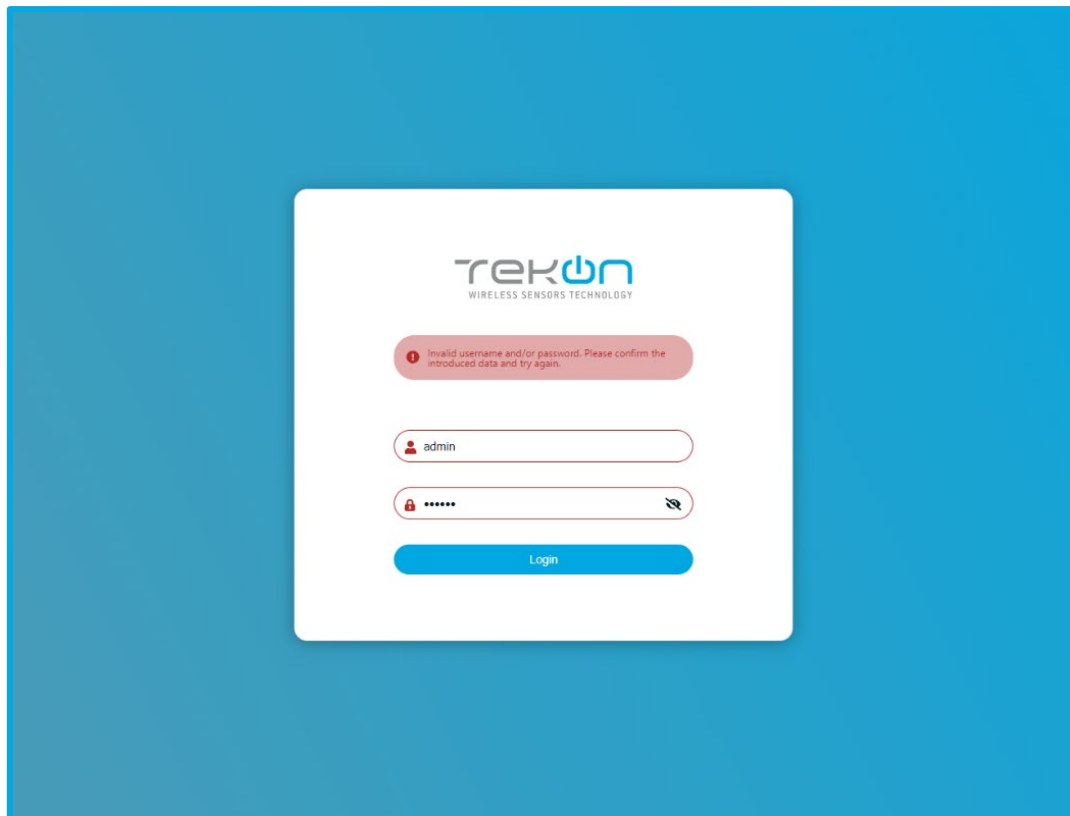 TEKON
WIRELESS SENSORS TECHNOLOGY
Invalid username and/or password. Please confirm the
introduced data and try again.
admin
••••••
Login